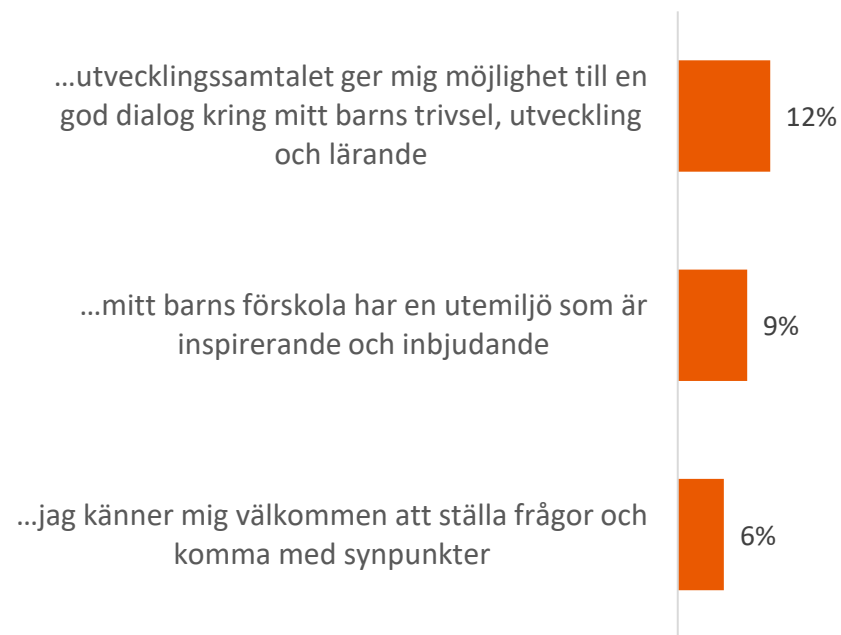 …utvecklingssamtalet ger mig möjlighet till en
god dialog kring mitt barns trivsel, utveckling
och lärande
12%
…mitt barns förskola har en utemiljö som är
inspirerande och inbjudande
9%
…jag känner mig välkommen att ställa frågor och
komma med synpunkter
6%